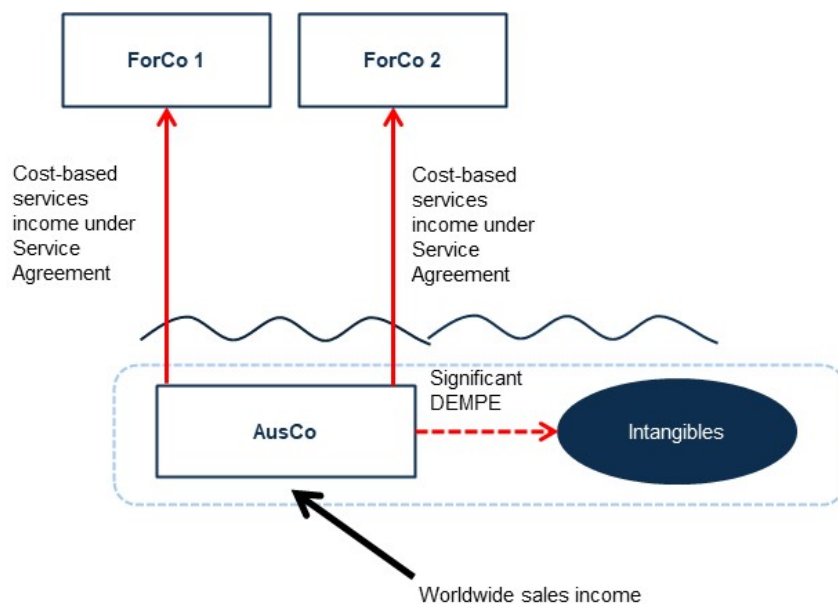 ForCo 1
ForCo 2
Cost-based
services
income under
Service
Agreement
Cost-based
services
income under
Service
Agreement
Significant
DEMPE
AusCo
Intangibles
Worldwide sales income